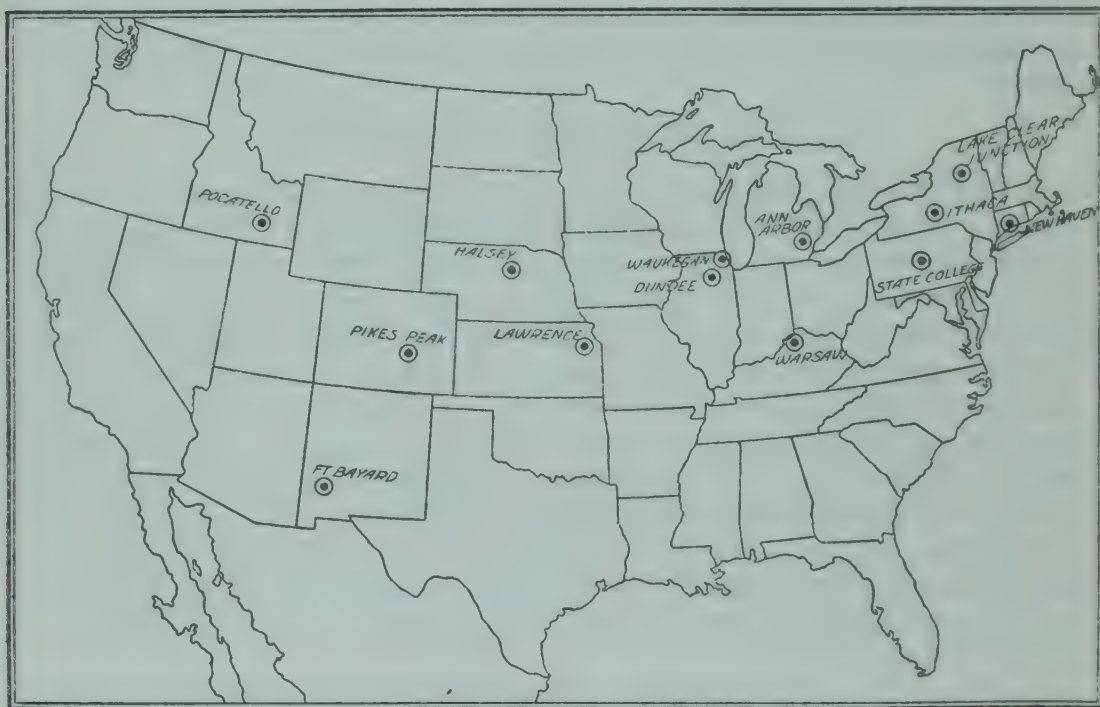 LAKE CLEAR
JUNCTION
POCATELLO
ITHACA
ANN
ARBOR
NEW HAVEN
HALSEY
WAUKEGAN
DUNDEE
STATE COLLEGE
PIKES PEAK
LAWRENCE
WARSAW
FT BAYARD